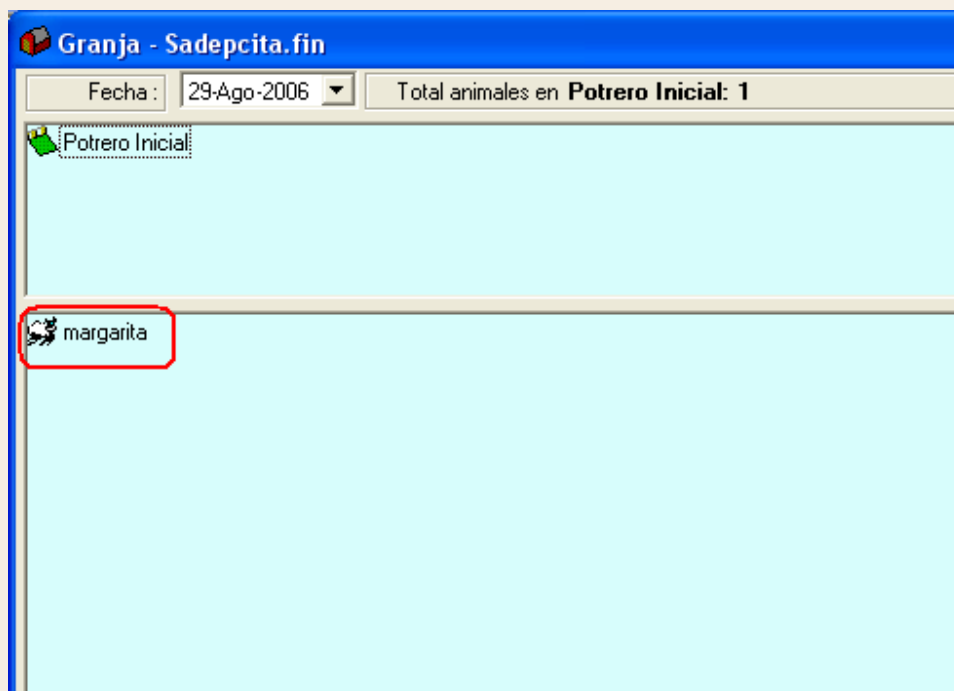 Granja - Sadepcita.fin
Fecha : 29-Ago-2006 Total animales en Potrero Inicial: 1
Potrero Inicial
margarita